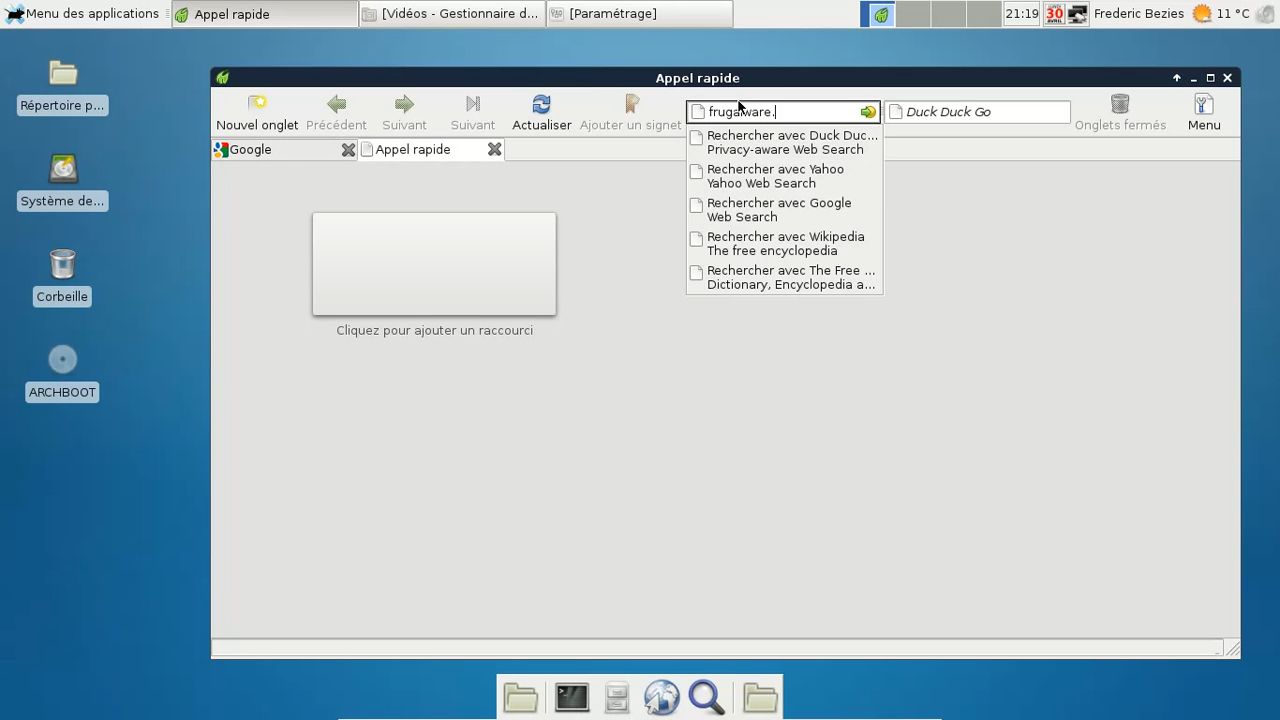 Menu des applications
Appel rapide
[Vidéos - Gestionnaire d...
[Paramétrage]
21:19
30
Frederic Bezies
11 °C
Appel rapide
Nouvel onglet
Précédent
Suivant
Suivant
Actualiser
Ajouter un signet
frugalware.
Duck Duck Go
Onglets fermés
Menu
Google
Appel rapide
Rechercher avec Duck Duc...
Privacy-aware Web Search
Rechercher avec Yahoo
Yahoo Web Search
Rechercher avec Google
Web Search
Rechercher avec Wikipedia
The free encyclopedia
Rechercher avec The Free ...
Dictionary, Encyclopedia a...
Cliquez pour ajouter un raccourci
Répertoire p...
Système de...
Corbeille
ARCHBOOT